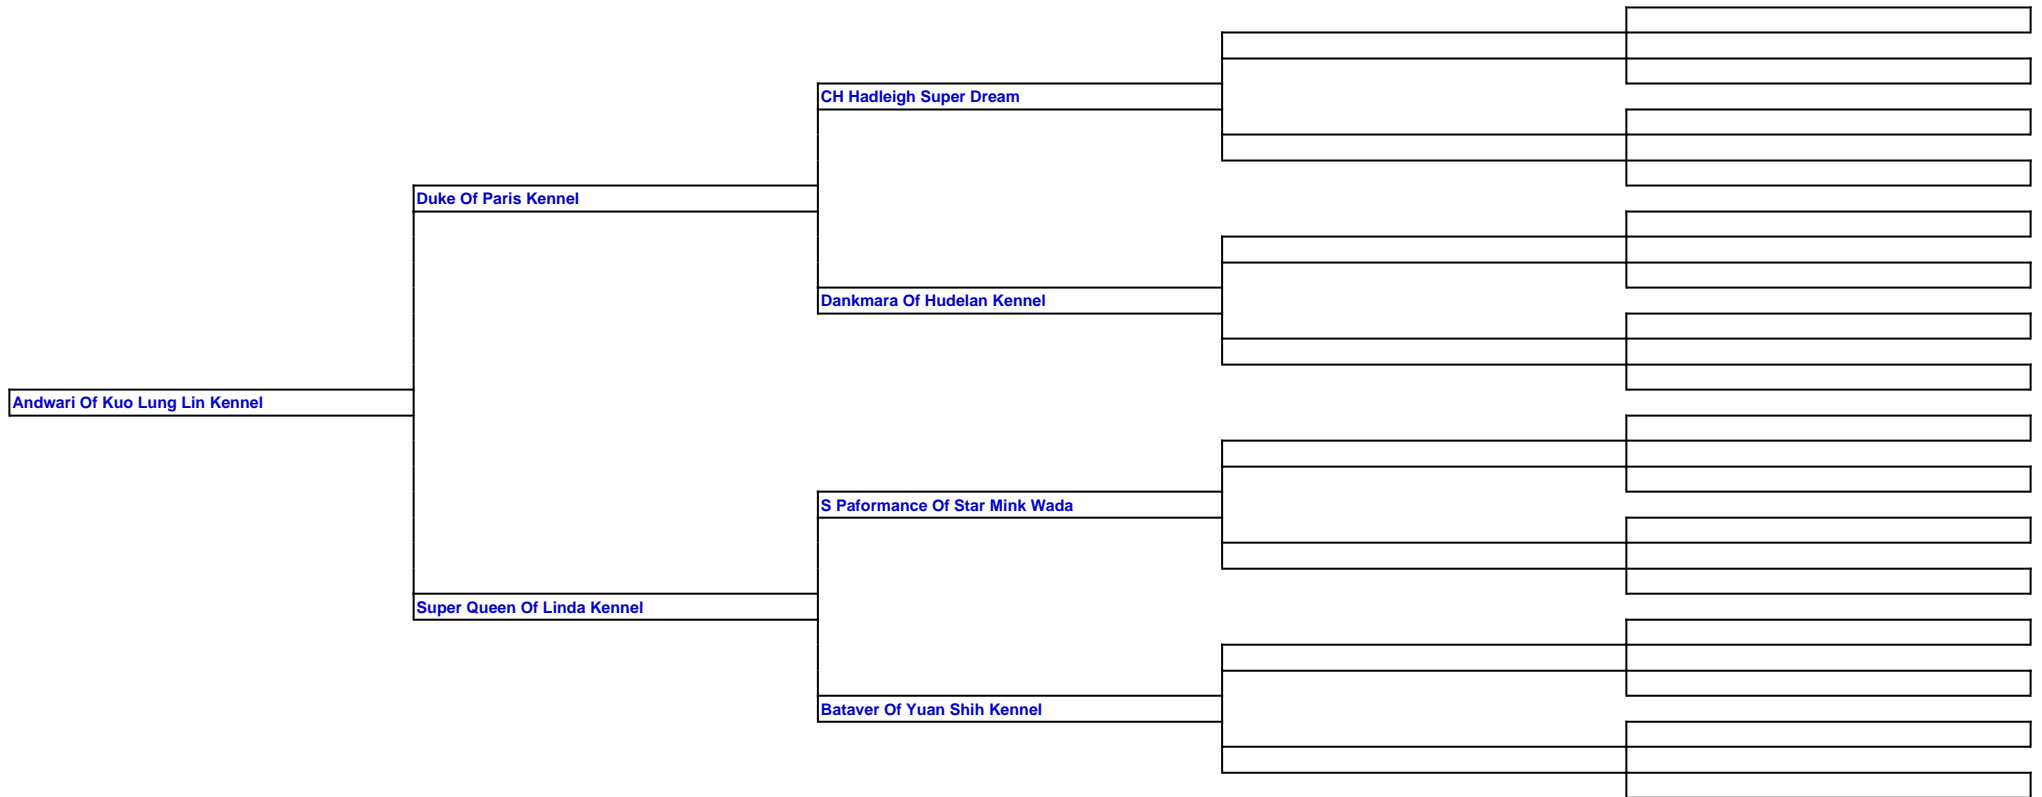 CH Hadleigh Super Dream
Duke Of Paris Kennel
Dankmara Of Hudelan Kennel
Andwari Of Kuo Lung Lin Kennel
S Paformance Of Star Mink Wada
Super Queen Of Linda Kennel
Bataver Of Yuan Shih Kennel